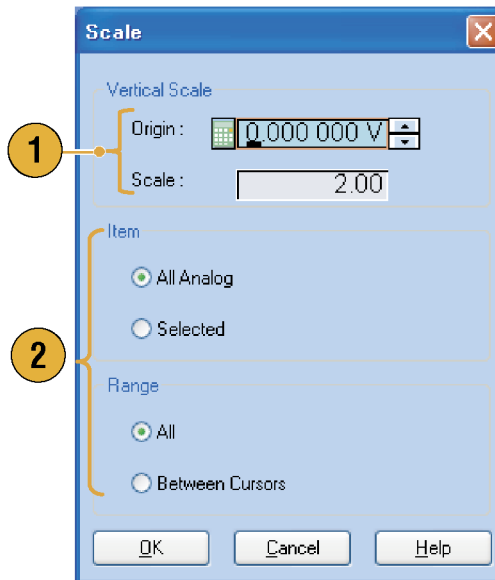 Scale
Vertical Scale
1
Origin :
0.000 000 V
Scale :
2.00
Item
All Analog
Selected
2
Range
All
Between Cursors
OK
Cancel
Help